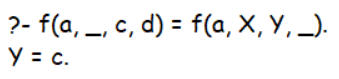 ?- f(a, _, c, d) = f(a, X, Y, _).
Y = c.